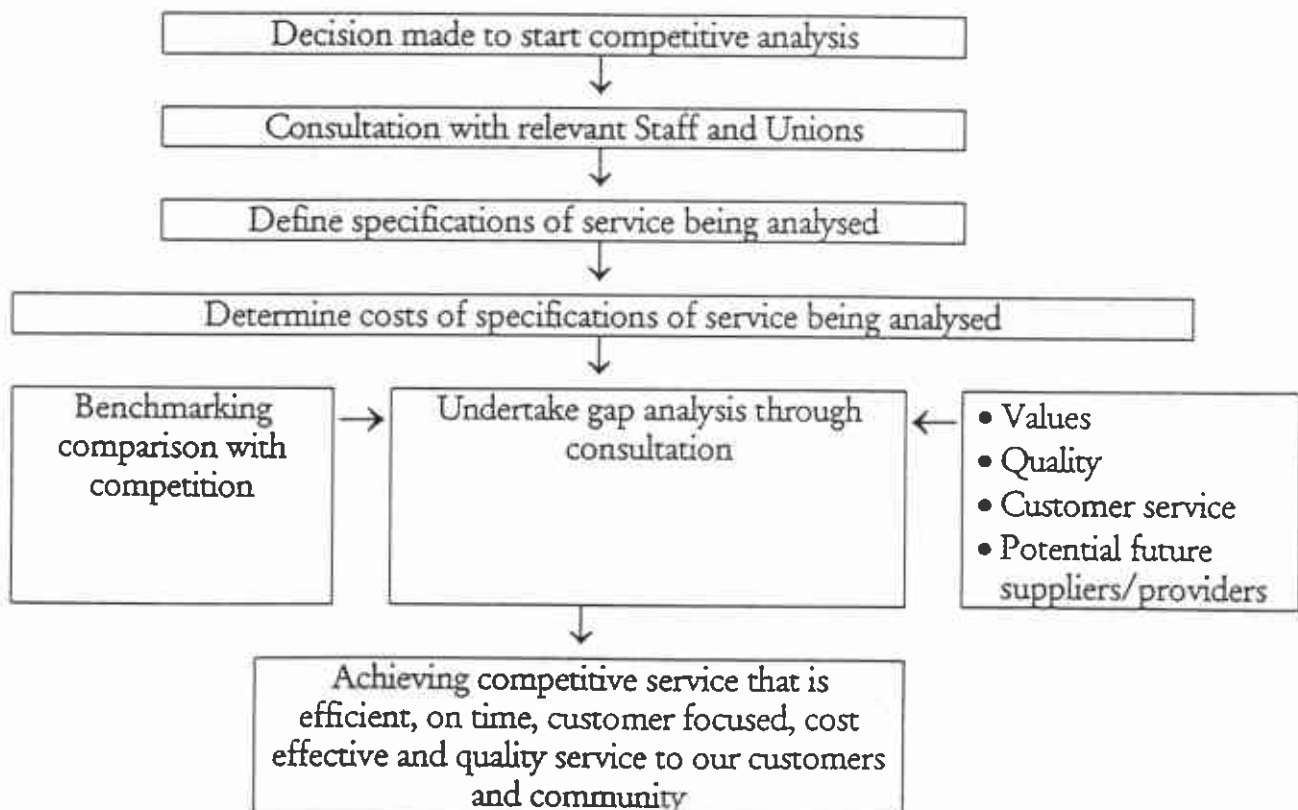 Decision made to start competitive analysis
Consultation with relevant Staff and Unions
Define specifications of service being analysed
Determine costs of specifications of service being analysed
Benchmarking
comparison with
competition
Undertake gap analysis through
consultation
• Values
• Quality
• Customer service
• Potential future
suppliers/providers
Achieving competitive service that is
efficient, on time, customer focused, cost
effective and quality service to our customers
and community